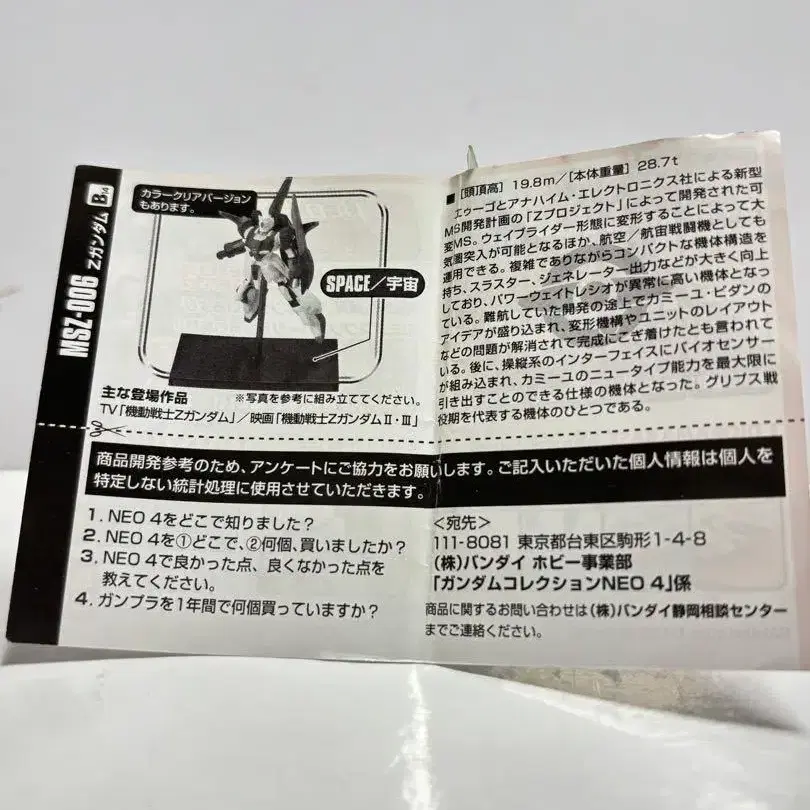 MSZ-006 Zガンダム B
カラークリアバージョン
もあります。
SPACE/宇宙
主な登場作品
※写真を参考に組み立ててください。
TV「機動戦士Zガンダム」/映画「機動戦士ZガンダムⅡ・Ⅲ」
■[頭頂高] 19.8m/[本体重量] 28.7t
エゥーゴとアナハイム・エレクトロニクス社による新型
MS開発計画の「Zプロジェクト」によって開発された可
変MS。ウェイブライダー形態に変形することによって大
気圏突入が可能となるほか、航空/航宙戦闘機としても
運用できる。複雑でありながらコンパクトな機体構造を
持ち、スラスター、ジェネレーター出力などが大きく向上
しており、パワーウェイトレシオが異常に高い機体となっ
ている。難航していた開発の途上でカミーユ・ビダンの
アイデアが盛り込まれ、変形機構やユニットのレイアウト
などの問題が解消されて完成にこぎ着けたとも言われて
いる。後に、操縦系のインターフェイスにバイオセンサー
が組み込まれ、カミーユのニュータイプ能力を最大限に
引き出すことのできる仕様の機体となった。グリプス戦
役期を代表する機体のひとつである。
商品開発参考のため、アンケートにご協力をお願いします。ご記入いただいた個人情報は個人を
特定しない統計処理に使用させていただきます。
1. NEO 4をどこで知りました?
2. NEO 4を①どこで、②何個、買いましたか?
3. NEO 4で良かった点、良くなかった点を
教えてください。
4. ガンプラを1年間で何個買っていますか?
<宛先>
111-8081 東京都台東区駒形1-4-8
(株)バンダイ ホビー事業部
「ガンダムコレクションNEO 4」係
商品に関するお問い合わせは(株)バンダイ静岡相談センター
までご連絡ください。